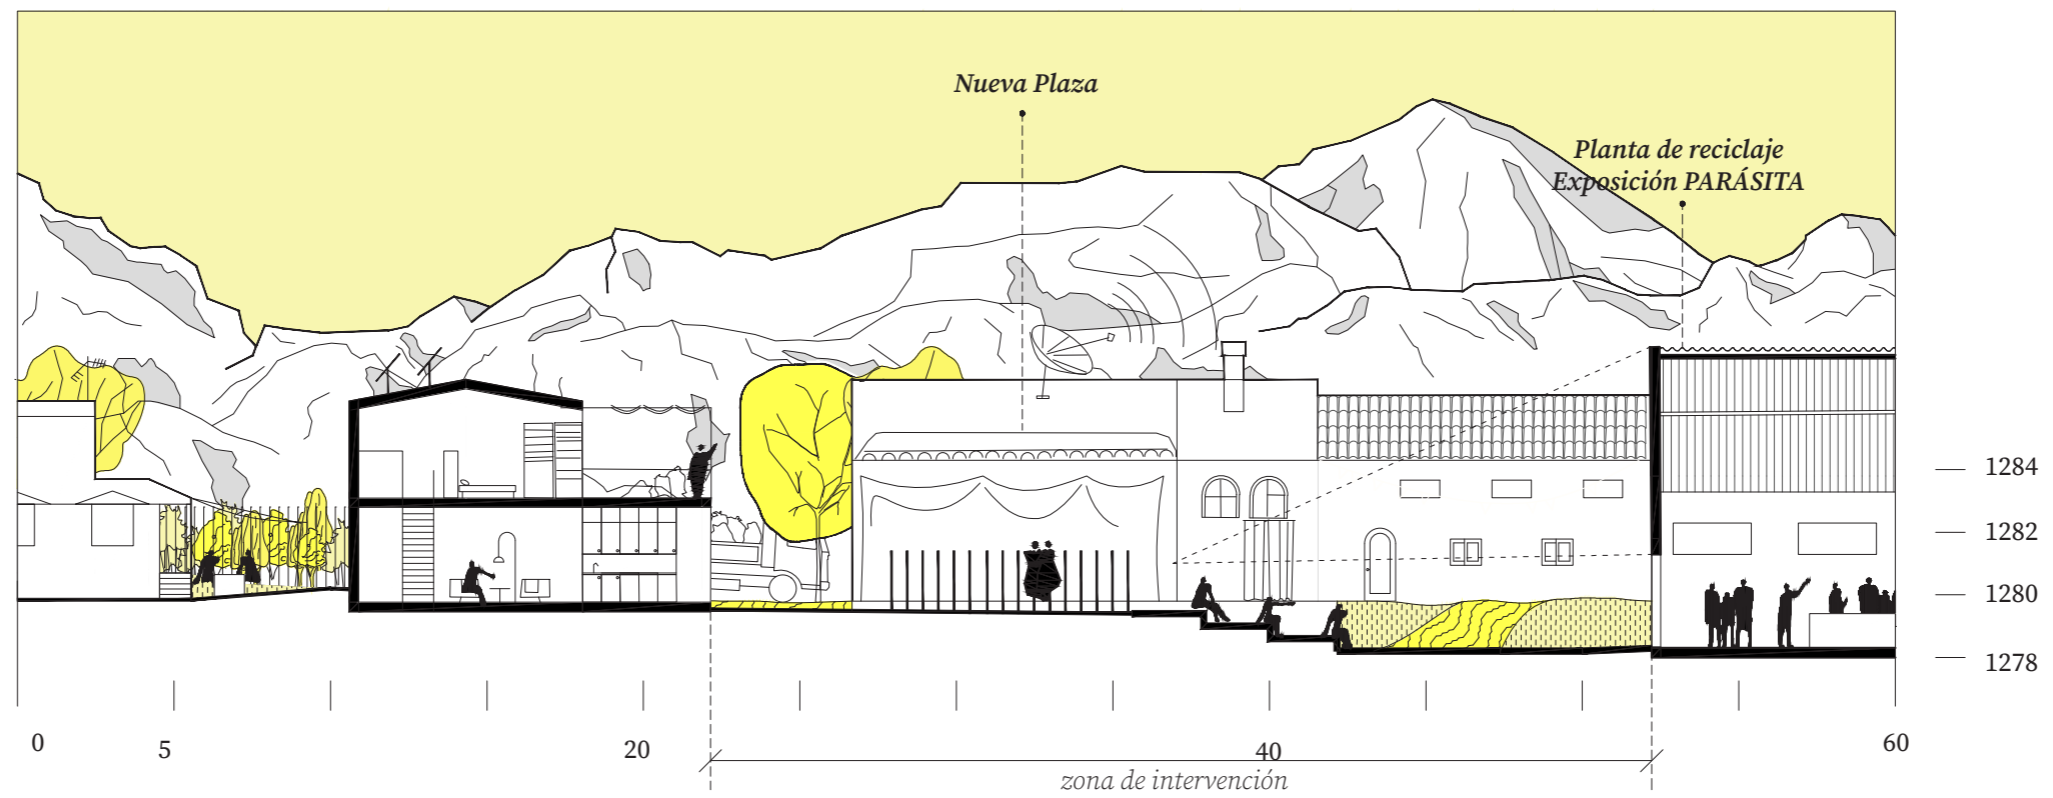 Nueva Plaza
Planta de reciclaje
Exposición PARÁSITA
1284
1282
1280
1278
0
5
20
40
60
zona de intervención